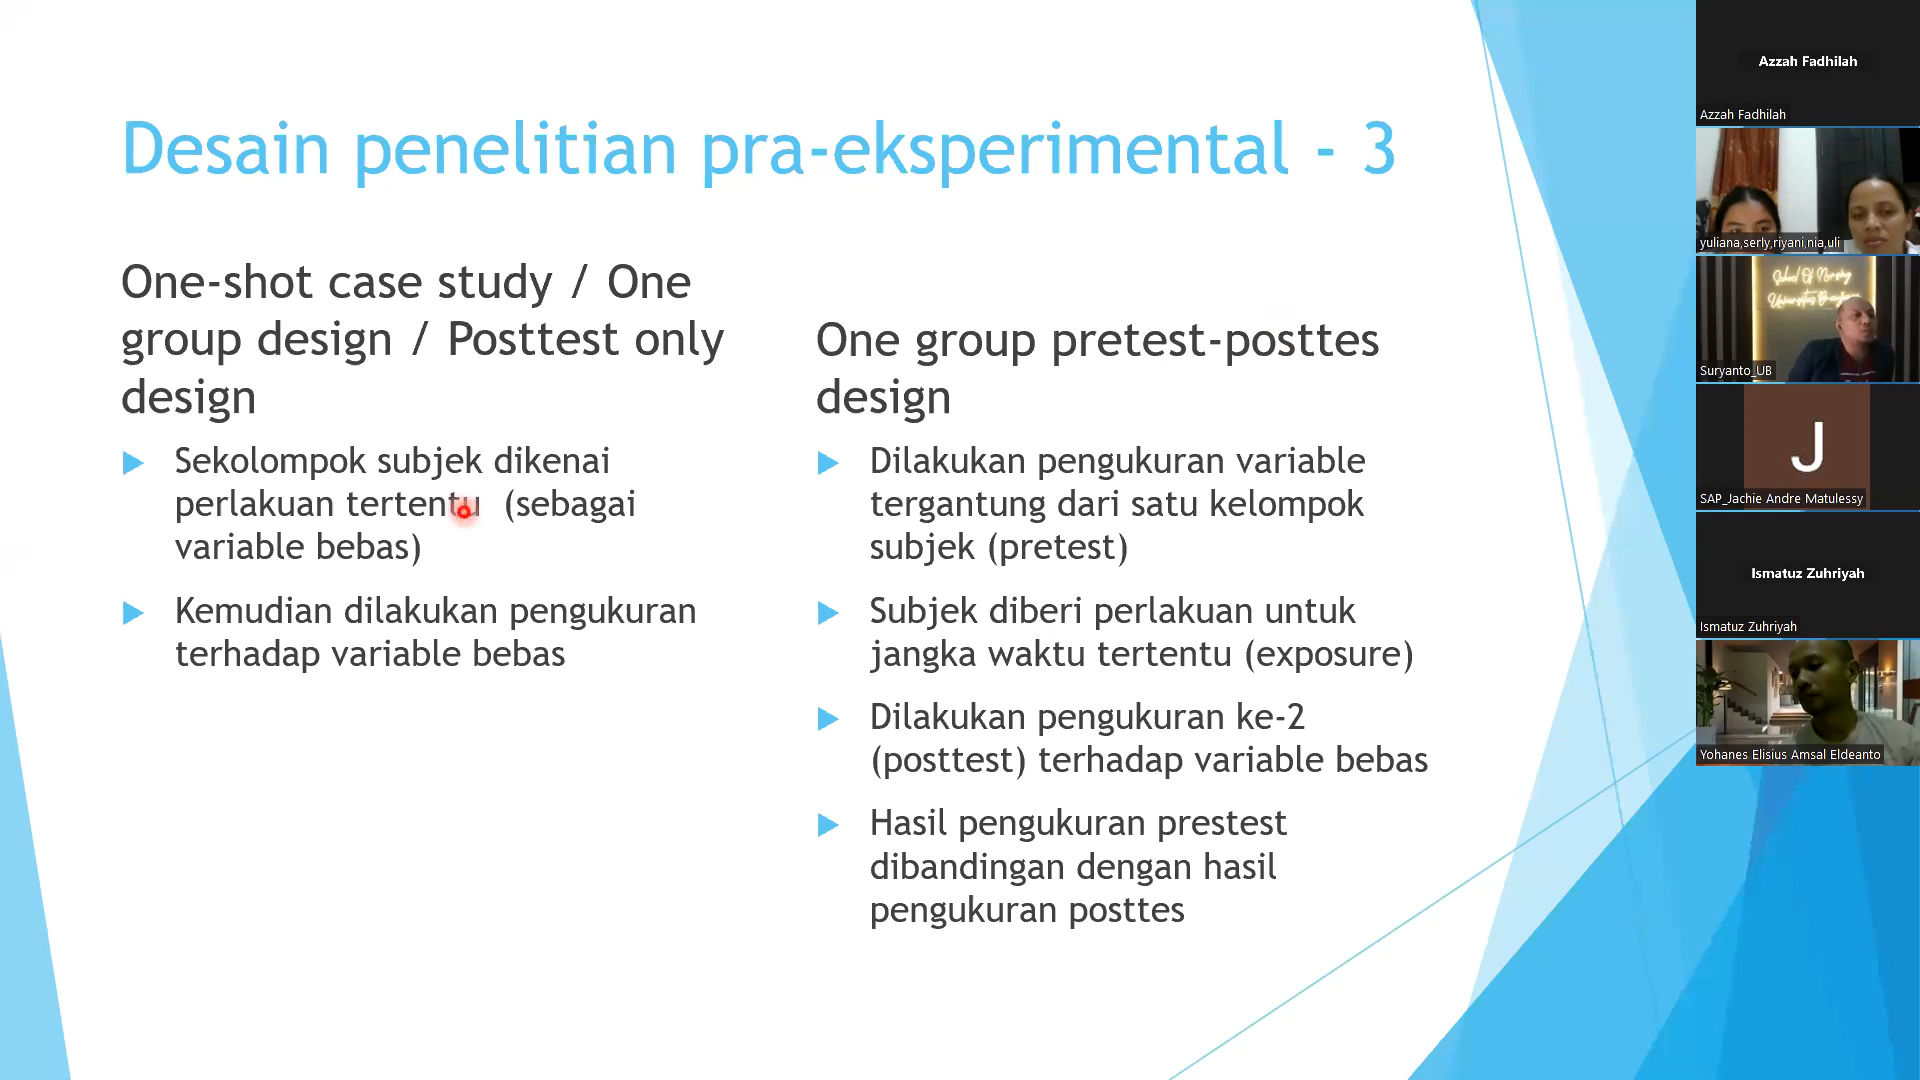 Desain penelitian pra-eksperimental - 3
One-shot case study / One
group design / Posttest only
design
Sekolompok subjek dikenai
perlakuan tertentu (sebagai
variable bebas)
Kemudian dilakukan pengukuran
terhadap variable bebas
One group pretest-posttes
design
Dilakukan pengukuran variable
tergantung dari satu kelompok
subjek (pretest)
Subjek diberi perlakuan untuk
jangka waktu tertentu (exposure)
Dilakukan pengukuran ke-2
(posttest) terhadap variable bebas
Hasil pengukuran prestest
dibandingan dengan hasil
pengukuran posttes
Azzah Fadhilah
Azzah Fadhilah
yuliana,serly,riyani,nia,uli
School Of Nursing
Suryanto_UB
J
SAP_Jachie Andre Matulessy
Ismatuz Zuhriyah
Ismatuz Zuhriyah
Yohanes Elisius Amsal Eldeanto